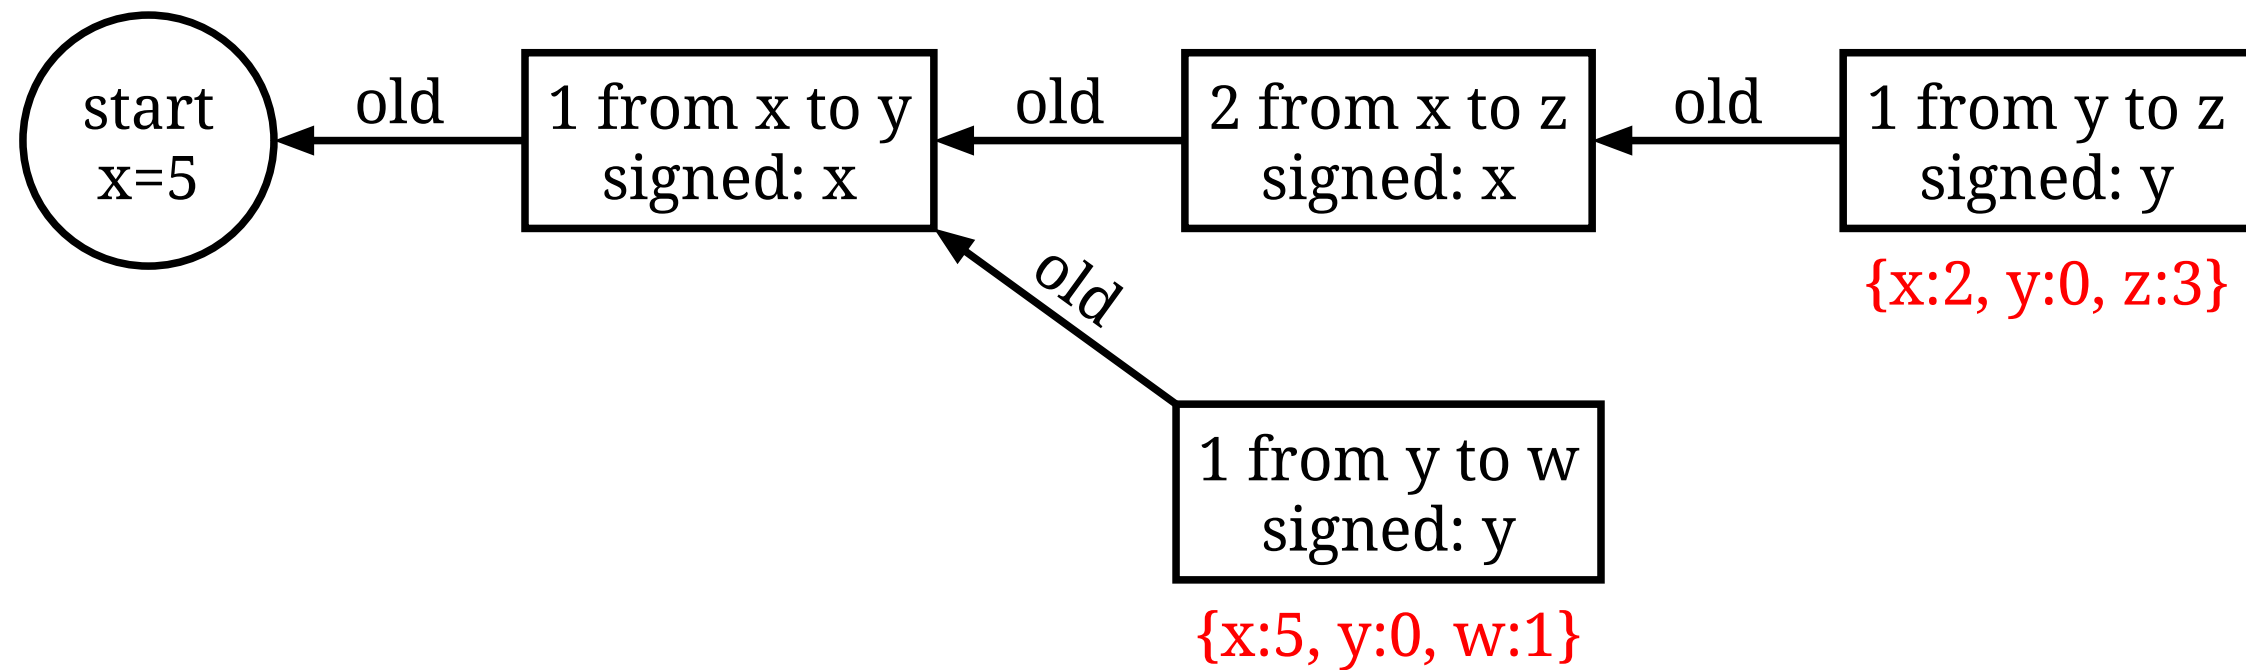 start
x=5
old
1 from x to y
signed: x
old
2 from x to z
signed: x
old
1 from y to z
signed: y
{x:2, y:0, z:3}
old
1 from y to w
signed: y
{x:5, y:0, w:1}